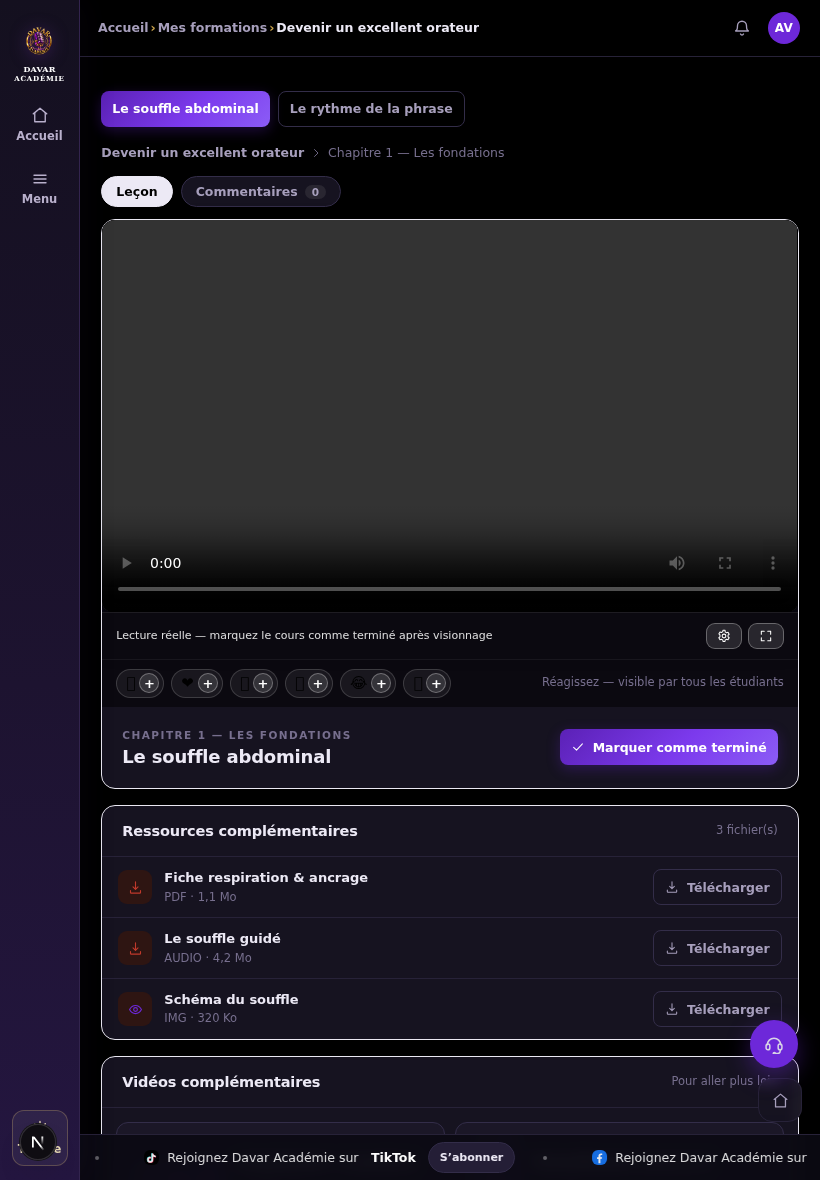 DAVAR
ACADÉMIE
Accueil
Menu
Accueil › Mes formations › Devenir un excellent orateur
AV
Le souffle abdominal
Le rythme de la phrase
Devenir un excellent orateur > Chapitre 1 — Les fondations
Leçon
Commentaires 0
0:00
Lecture réelle — marquez le cours comme terminé après visionnage
+ + + + + +
Réagissez — visible par tous les étudiants
CHAPITRE 1 — LES FONDATIONS
Le souffle abdominal
Marquer comme terminé
Ressources complémentaires
3 fichier(s)
Fiche respiration & ancrage
PDF · 1,1 Mo
Télécharger
Le souffle guidé
AUDIO · 4,2 Mo
Télécharger
Schéma du souffle
IMG · 320 Ko
Télécharger
Vidéos complémentaires
Pour aller plus
N
• Rejoignez Davar Académie sur TikTok S’abonner • Rejoignez Davar Académie sur